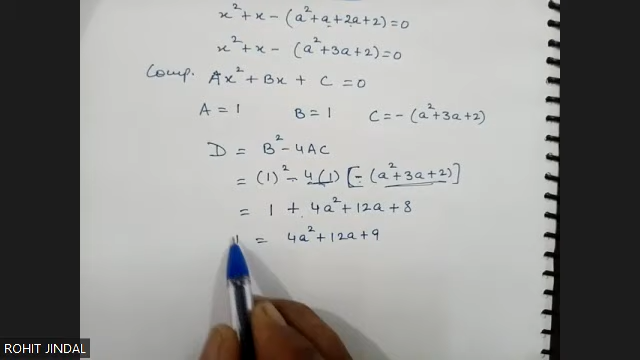 x² + x - (a² + a + 2a + 2) = 0
x² + x - (a² + 3a + 2) = 0
Comp. Ax² + Bx + C = 0
A = 1 B = 1 C = - (a² + 3a + 2)
D = B² - 4AC
= (1)² - 4(1) [- (a² + 3a + 2)]
= 1 + 4a² + 12a + 8
= 4a² + 12a + 9
ROHIT JINDAL